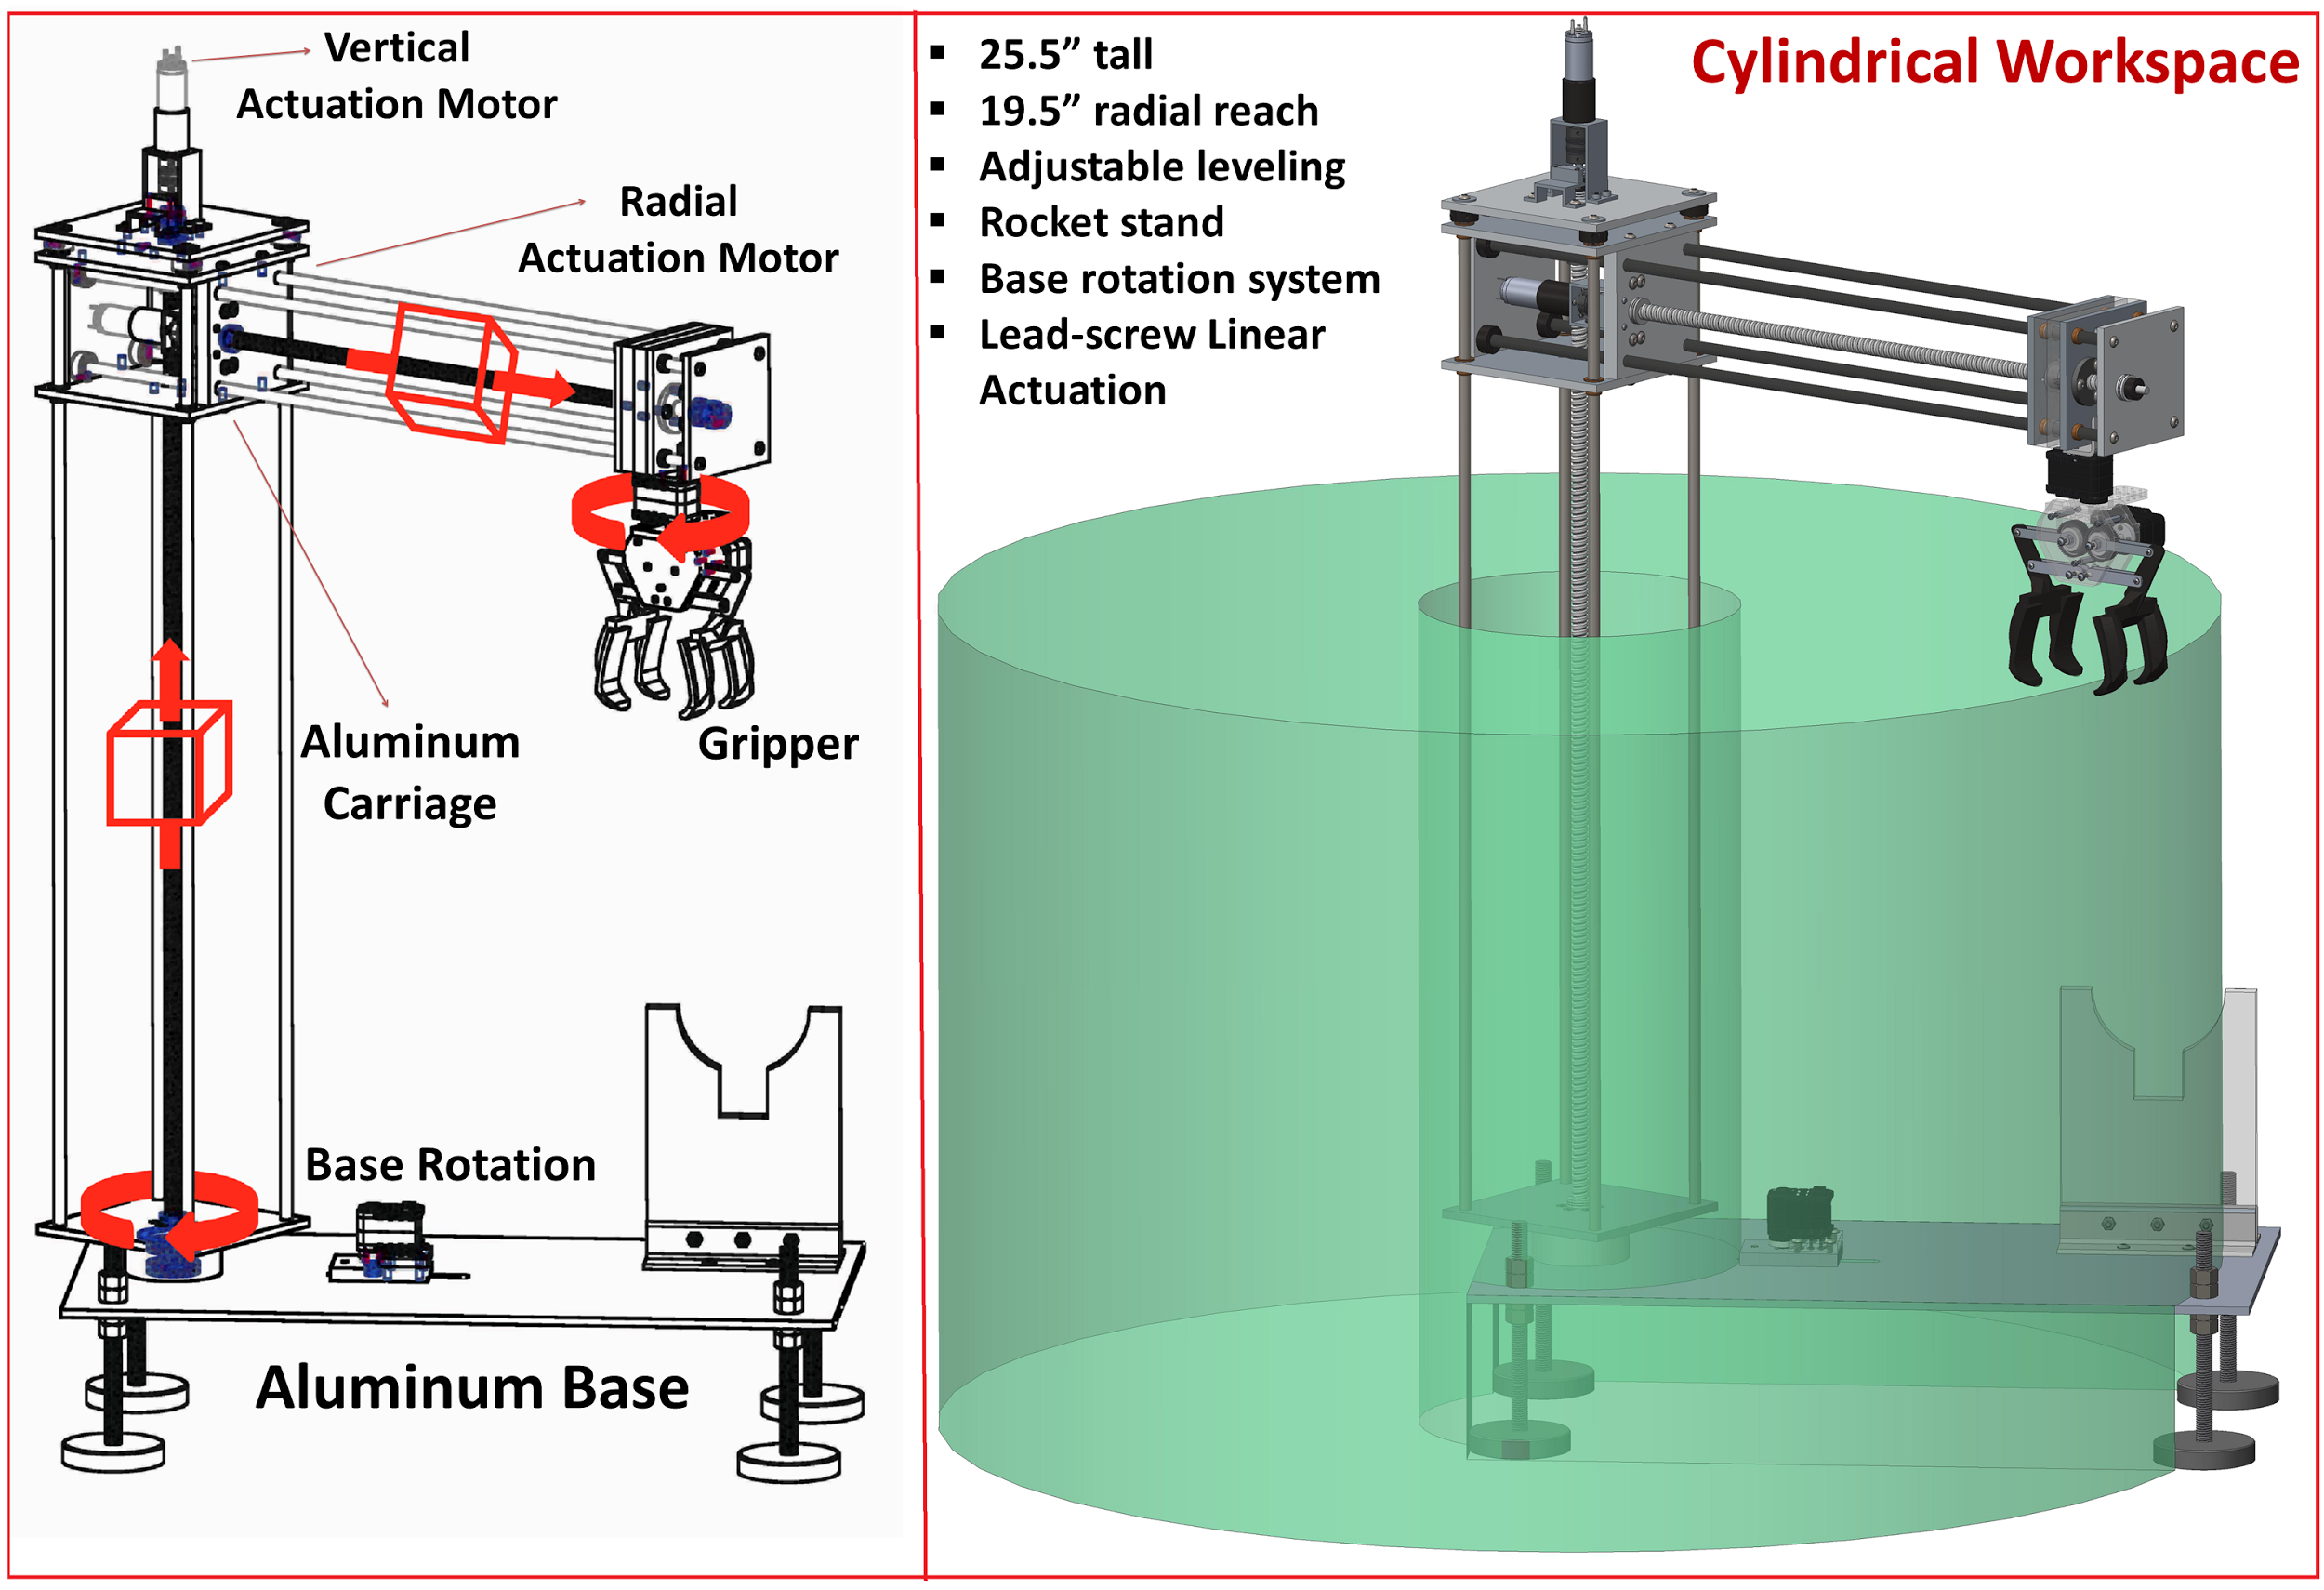 Vertical
Actuation Motor
Radial
Actuation Motor
Aluminum
Carriage
Gripper
Base Rotation
Aluminum Base
▪ 25.5” tall
▪ 19.5” radial reach
▪ Adjustable leveling
▪ Rocket stand
▪ Base rotation system
▪ Lead-screw Linear
Actuation
Cylindrical Workspace